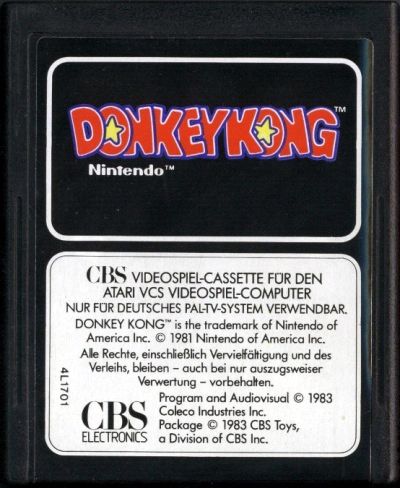 DONKEY KONG™
Nintendo™
CBS VIDEOSPIEL-CASSETTE FÜR DEN
ATARI VCS VIDEOSPIEL-COMPUTER
NUR FÜR DEUTSCHES PAL-TV-SYSTEM VERWENDBAR.
DONKEY KONG™ is the trademark of Nintendo of
America Inc. © 1981 Nintendo of America Inc.
Alle Rechte, einschließlich Vervielfältigung und des
Verleihs, bleiben – auch bei nur auszugsweiser
Verwertung – vorbehalten.
4L1701
CBS
ELECTRONICS
Program and Audiovisual © 1983
Coleco Industries Inc.
Package © 1983 CBS Toys,
a Division of CBS Inc.